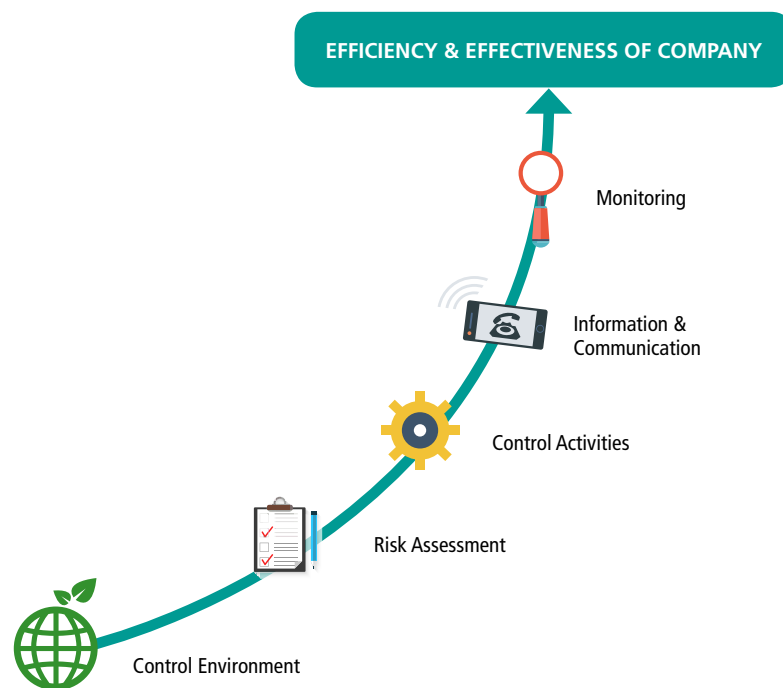 EFFICIENCY & EFFECTIVENESS OF COMPANY
Monitoring
Information &
Communication
Control Activities
Risk Assessment
Control Environment